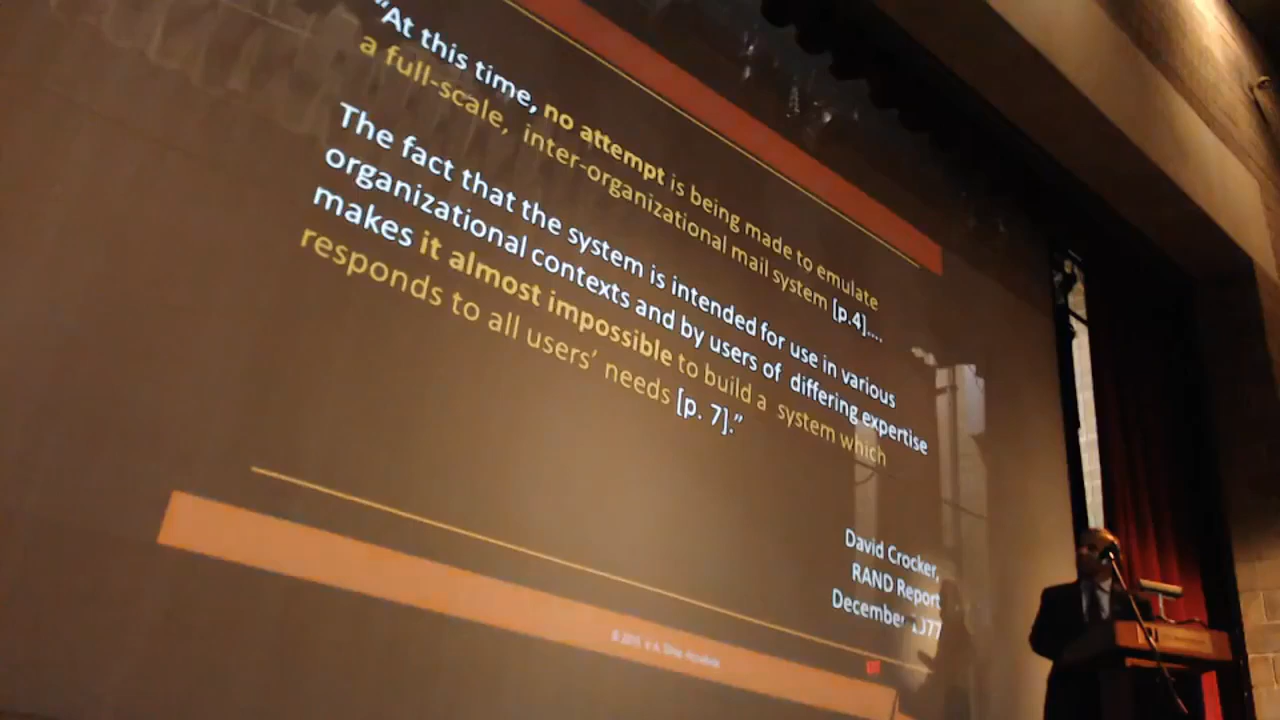 “At this time, no attempt is being made to emulate
a full-scale, inter-organizational mail system [p.4]....
The fact that the system is intended for use in various
organizational contexts and by users of differing expertise
makes it almost impossible to build a system which
responds to all users’ needs [p. 7].”
David Crocker,
RAND Report
December